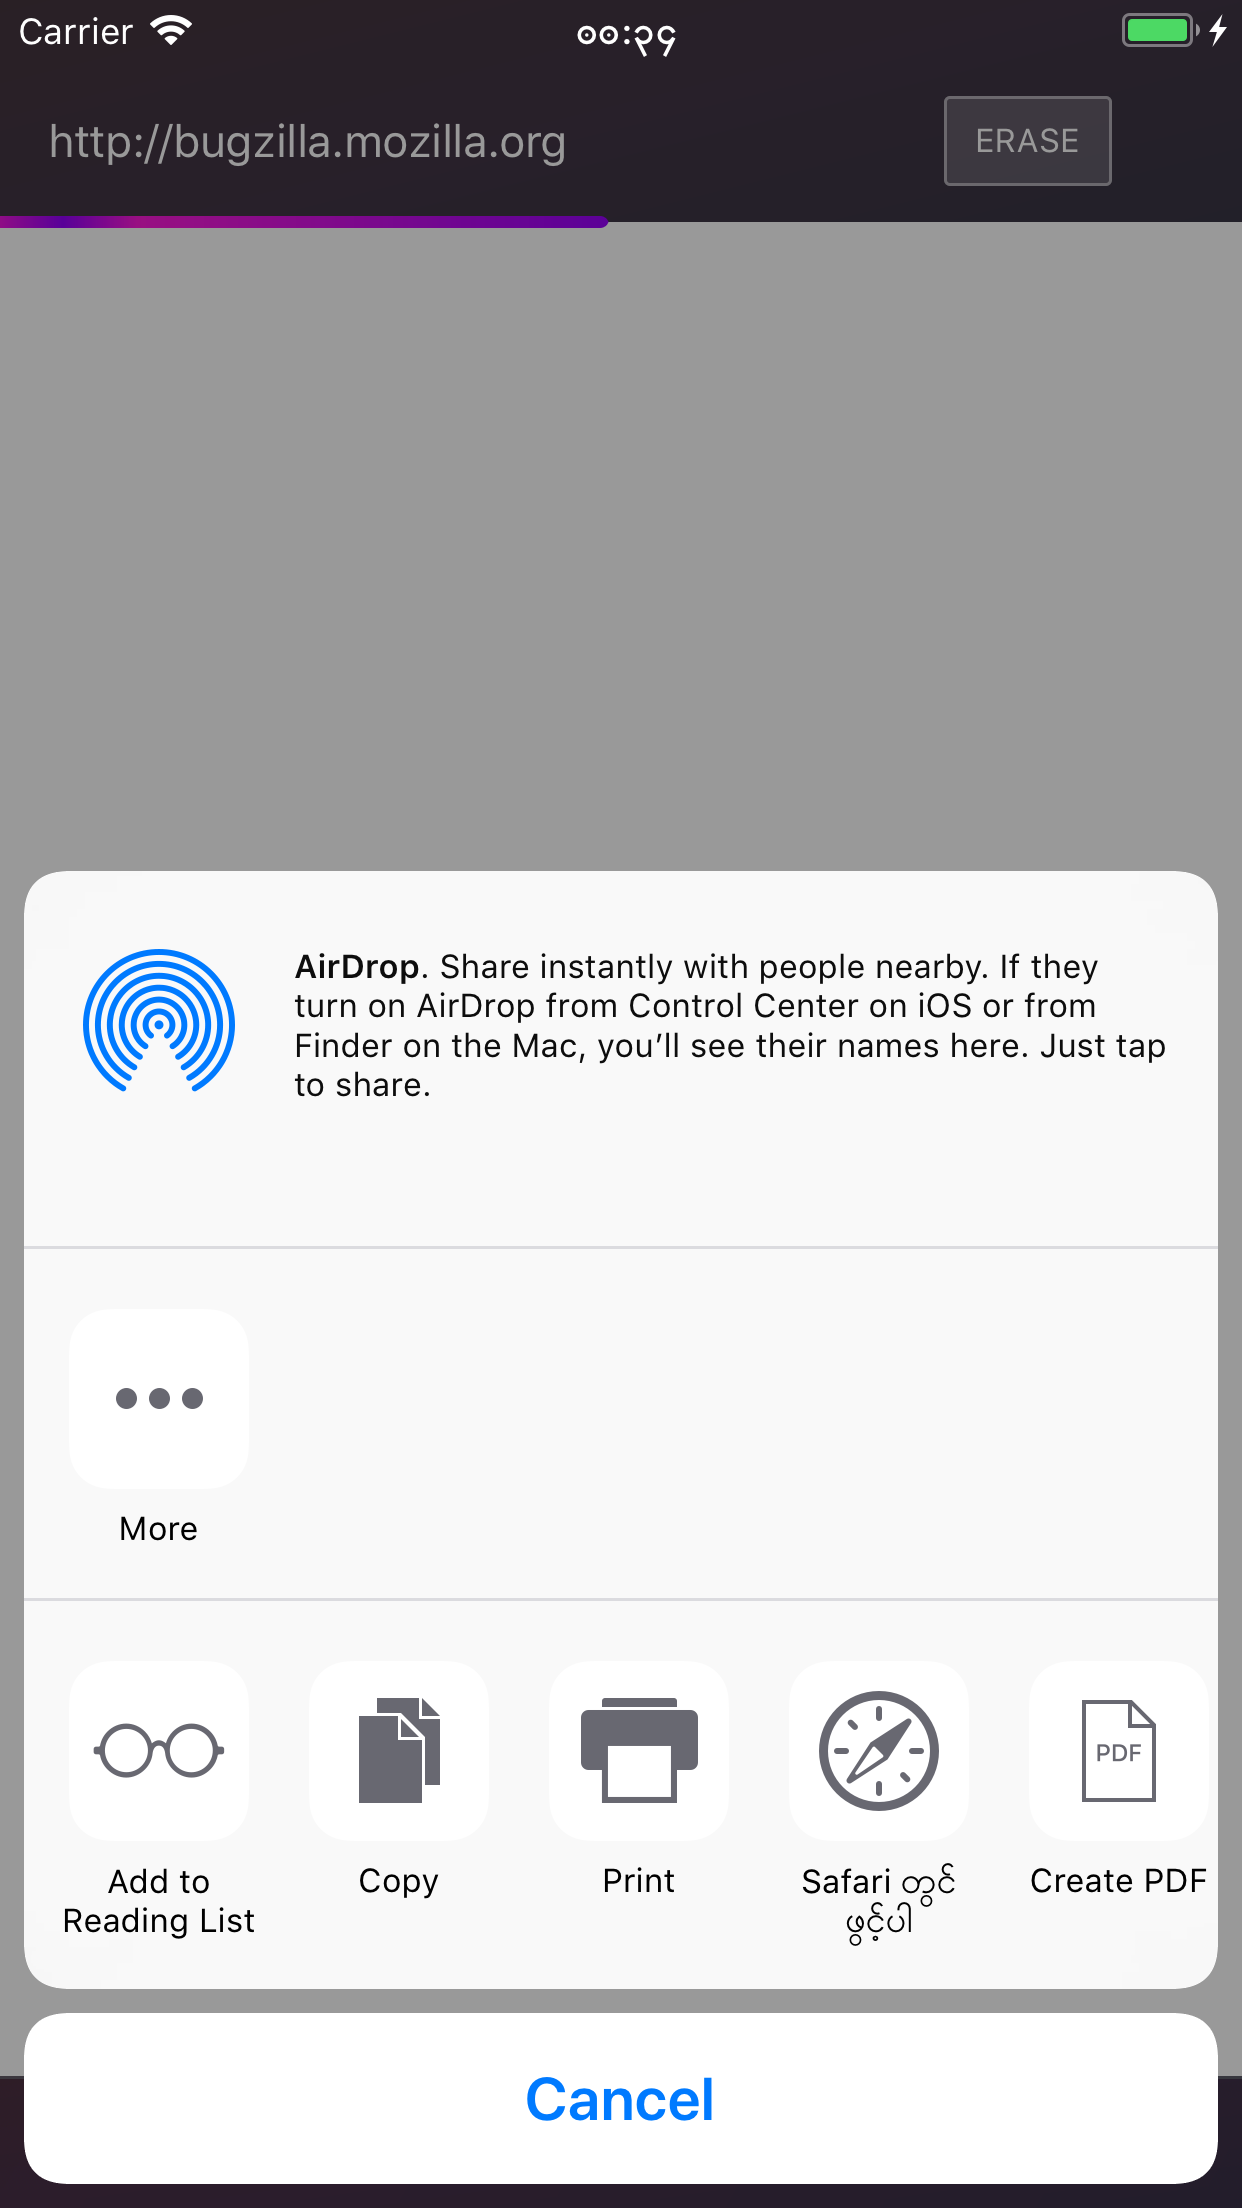 Carrier ၀၀:၃၄
http://bugzilla.mozilla.org ERASE
AirDrop. Share instantly with people nearby. If they
turn on AirDrop from Control Center on iOS or from
Finder on the Mac, you’ll see their names here. Just tap
to share.
More
Add to
Reading List
Copy
Print
Safari တွင်
ဖွင့်ပါ
PDF
Create PDF
Cancel